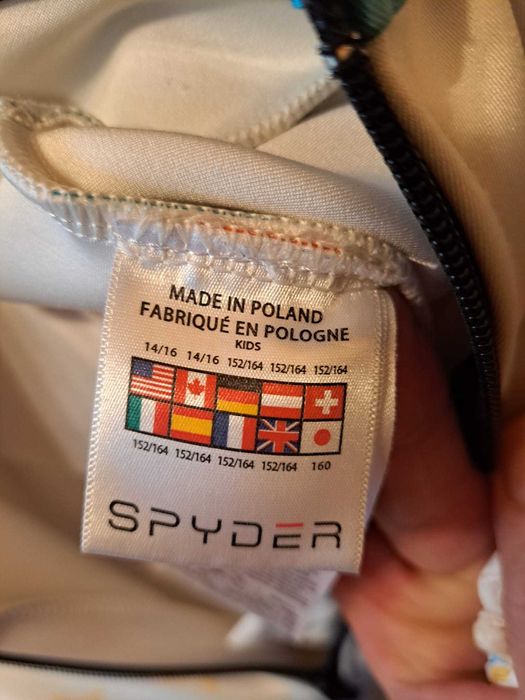 MADE IN POLAND
FABRIQUÉ EN POLOGNE
KIDS
14/16 14/16 152/164 152/164 152/164
152/164 152/164 152/164 152/164 160
SPYDER